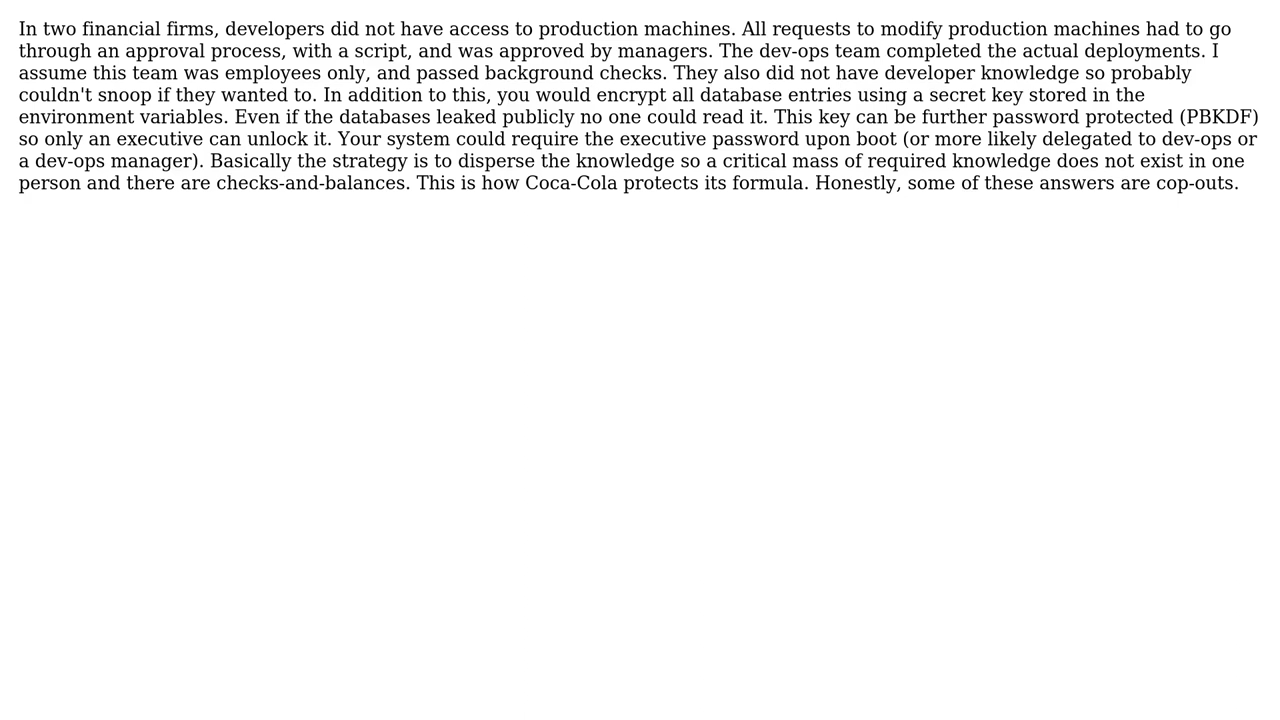 In two financial firms, developers did not have access to production machines. All requests to modify production machines had to go
through an approval process, with a script, and was approved by managers. The dev-ops team completed the actual deployments. I
assume this team was employees only, and passed background checks. They also did not have developer knowledge so probably
couldn't snoop if they wanted to. In addition to this, you would encrypt all database entries using a secret key stored in the
environment variables. Even if the databases leaked publicly no one could read it. This key can be further password protected (PBKDF)
so only an executive can unlock it. Your system could require the executive password upon boot (or more likely delegated to dev-ops or
a dev-ops manager). Basically the strategy is to disperse the knowledge so a critical mass of required knowledge does not exist in one
person and there are checks-and-balances. This is how Coca-Cola protects its formula. Honestly, some of these answers are cop-outs.